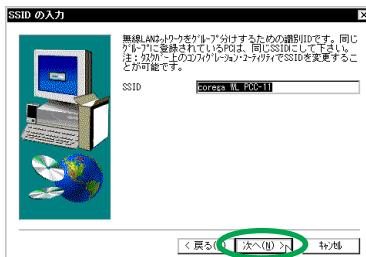 SSID の入力
無線LANﾈｯﾄﾜｰｸをｸﾞﾙｰﾌﾟ分けするための識別IDです。同じ
ｸﾞﾙｰﾌﾟに登録されているPCは、同じSSIDにして下さい。
注：ﾀｽｸﾊﾞｰ上のｺﾝﾌｨｸﾞﾚｰｼｮﾝ･ﾕｰﾃｨﾘﾃｨでSSIDを変更するこ
とが可能です。
SSID corega WL PCC-11
< 戻る( 次へ(N) > ｷｬﾝｾﾙ